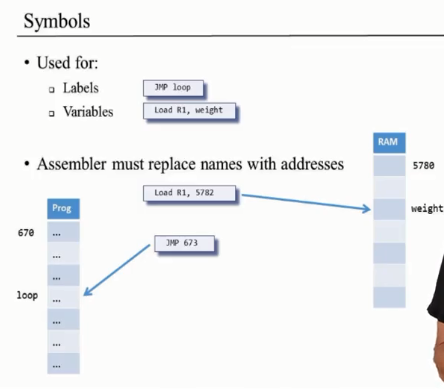 Symbols
• Used for:
▫ Labels
JMP loop
▫ Variables
Load R1, weight
• Assembler must replace names with addresses
RAM
5780
Load R1, 5782
weight
Prog
670
...
JMP 673
...
...
loop
...
...
...
...